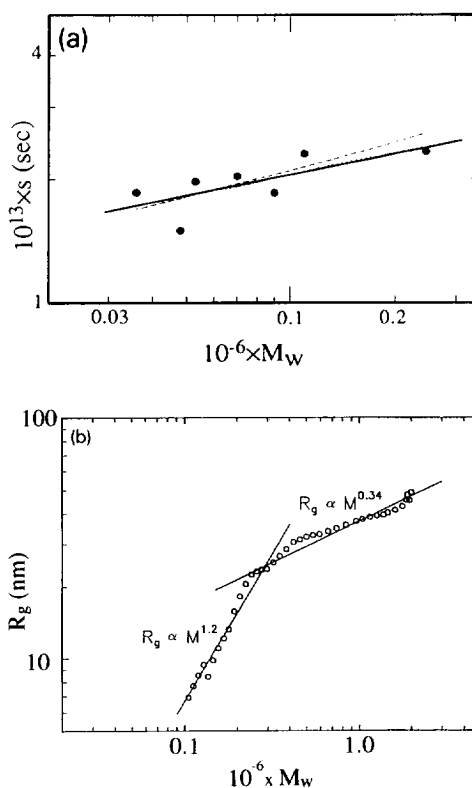 (a)
4
10¹³×s (sec)
1
0.03 0.1 0.2
10⁻⁶×M_W
(b)
100
R_g ∝ M^0.34
R_g (nm)
R_g ∝ M^1.2
10
0.1 1.0
10⁻⁶ x M_W